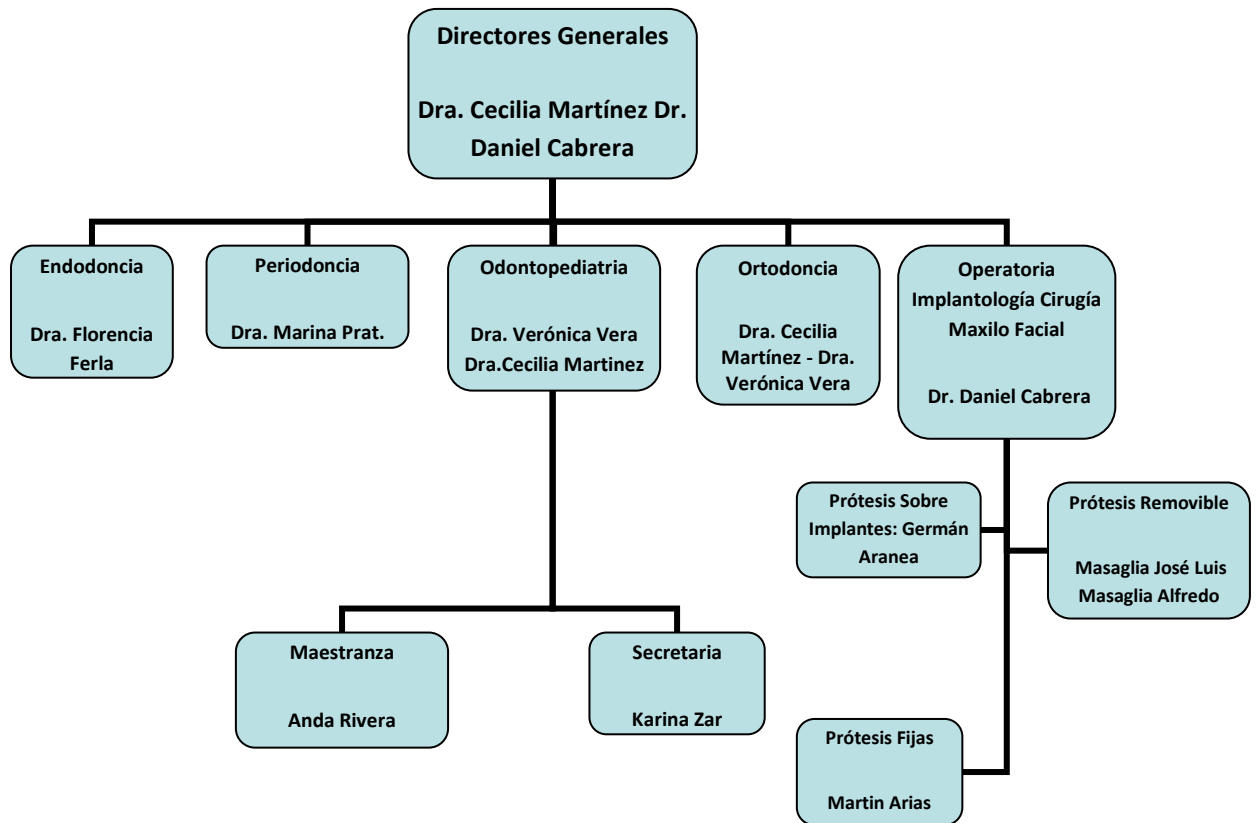 Directores Generales
Dra. Cecilia Martínez Dr.
Daniel Cabrera
Endodoncia
Dra. Florencia
Ferla
Periodoncia
Dra. Marina Prat.
Odontopediatria
Dra. Verónica Vera
Dra.Cecilia Martinez
Ortodoncia
Dra. Cecilia
Martínez - Dra.
Verónica Vera
Operatoria
Implantología Cirugía
Maxilo Facial
Dr. Daniel Cabrera
Prótesis Sobre
Implantes: Germán
Aranea
Prótesis Removible
Masaglia José Luis
Masaglia Alfredo
Maestranza
Anda Rivera
Secretaria
Karina Zar
Prótesis Fijas
Martin Arias